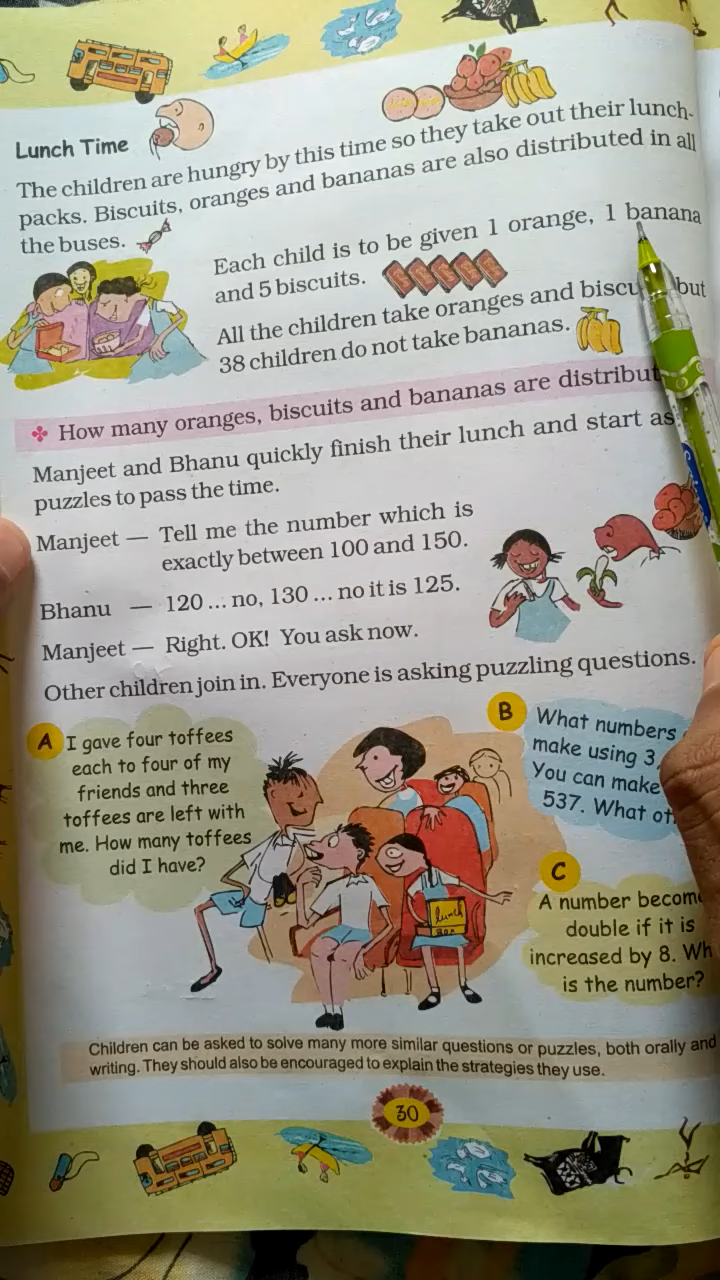 Lunch Time
The children are hungry by this time so they take out their lunch-
packs. Biscuits, oranges and bananas are also distributed in all
the buses.
Each child is to be given 1 orange, 1 banana
and 5 biscuits.
All the children take oranges and but
38 children do not take bananas.
❖ How many oranges, biscuits and bananas are
Manjeet and Bhanu quickly finish their lunch and start
puzzles to pass the time.
Manjeet — Tell me the number which is
exactly between 100 and 150.
Bhanu — 120 ... no, 130 ... no it is 125.
Manjeet — Right. OK! You ask now.
Other children join in. Everyone is asking puzzling questions.
A I gave four toffees
each to four of my
friends and three
toffees are left with
me. How many toffees
did I have?
B What numbers
make using 3,
You can make
537. What
C
A number
double if it is
increased by 8.
is the number?
lunch
Box
Children can be asked to solve many more similar questions or puzzles, both orally and
writing. They should also be encouraged to explain the strategies they use.
30